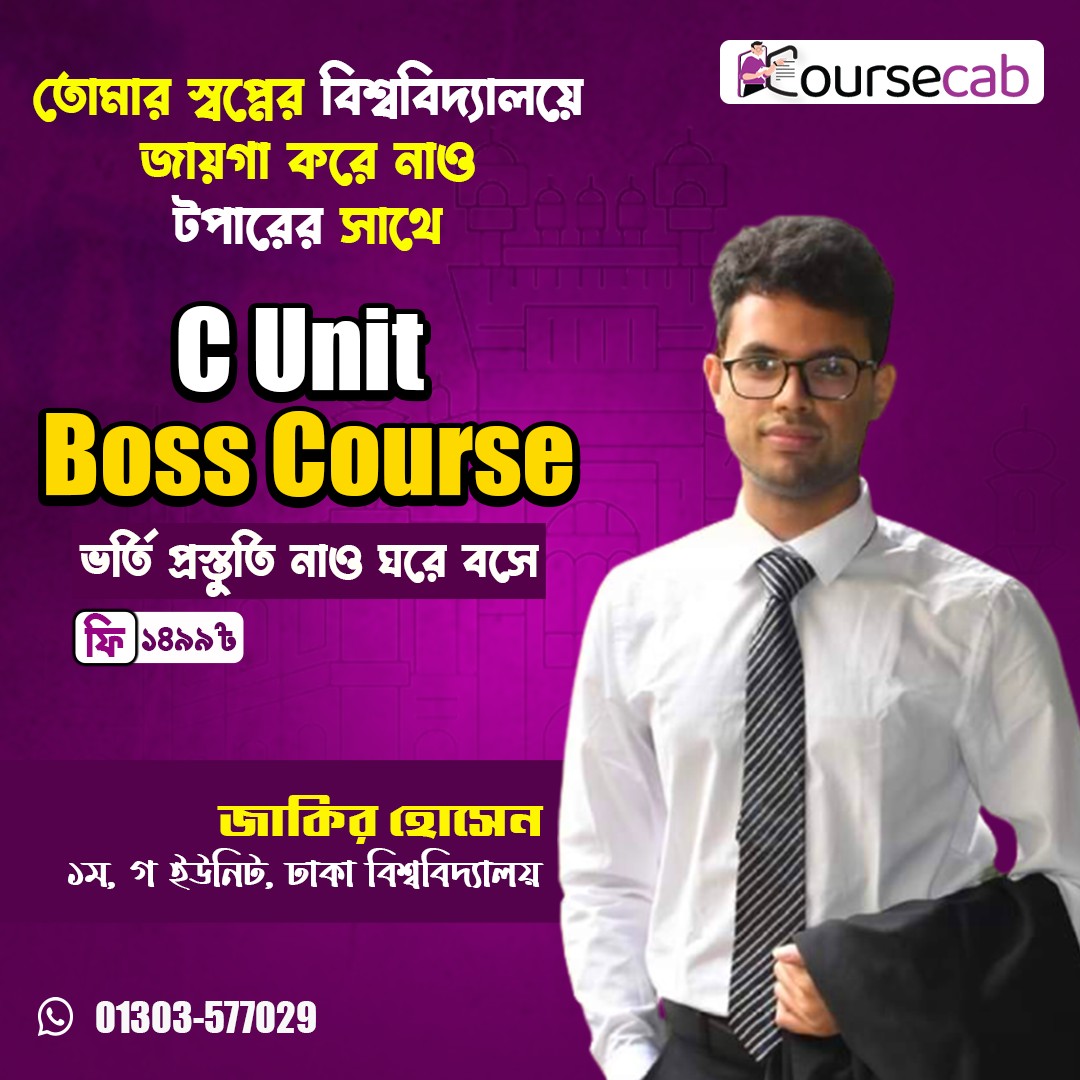 Coursecab
তোমার স্বপ্নের বিশ্ববিদ্যালয়ে
জায়গা করে নাও
টপারের সাথে
C Unit
Boss Course
ভর্তি প্রস্তুতি নাও ঘরে বসে
ফি ১৪৯৯৳
জাকির হোসেন
১ম, গ ইউনিট, ঢাকা বিশ্ববিদ্যালয়
01303-577029